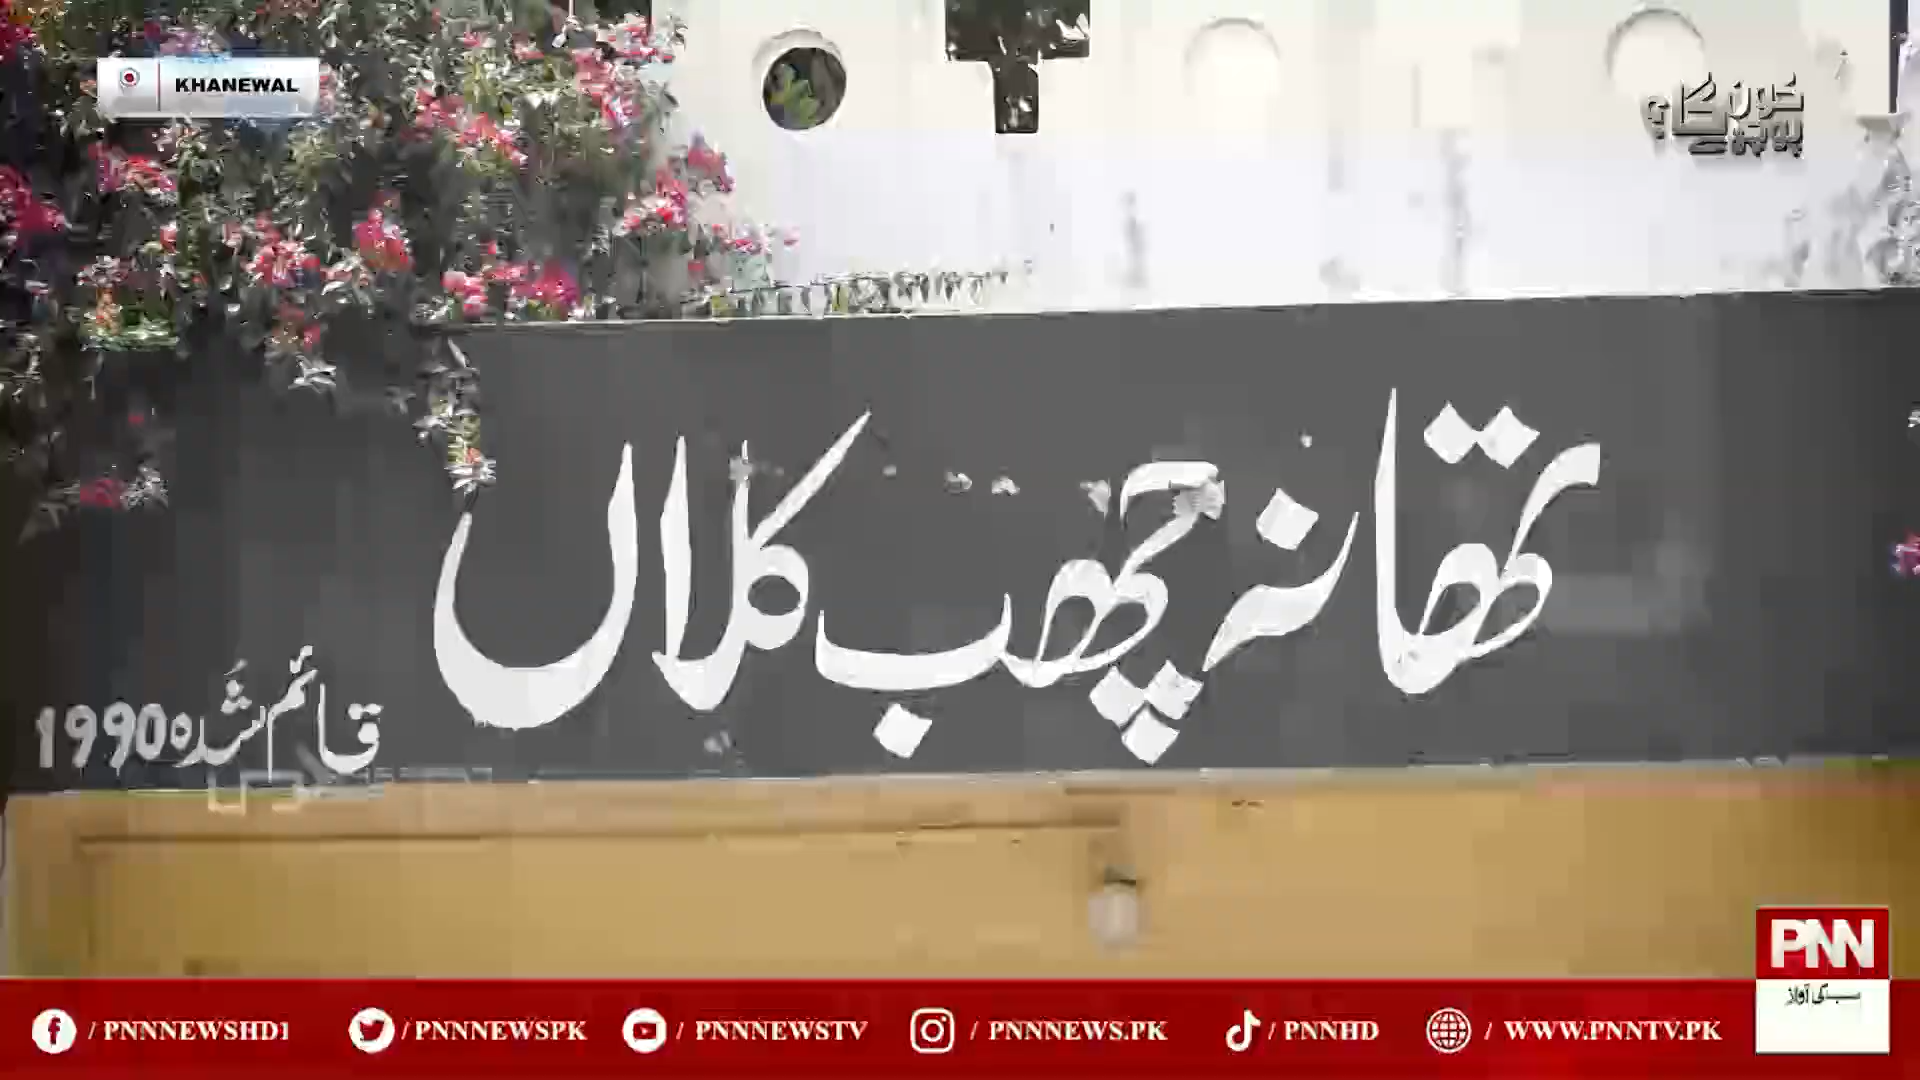 KHANEWAL
کون پوچھے گا؟
تھانہ چھب کلاں
قائم شدہ 1990
PNN
سب کی آواز
/ PNNNEWSHD1
/ PNNNEWSPK
/ PNNNEWSTV
/ PNNNEWS.PK
/ PNNHD
/ WWW.PNNTV.PK